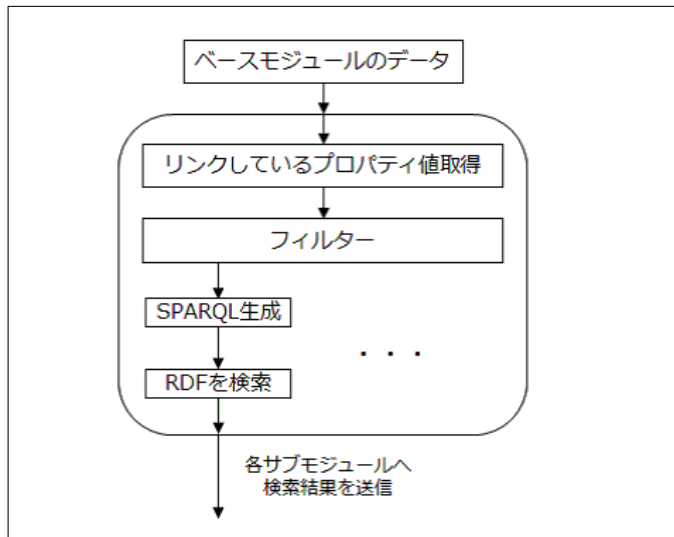 ベースモジュールのデータ
リンクしているプロパティ値取得
フィルター
SPARQL生成
・・・
RDFを検索
各サブモジュールへ
検索結果を送信